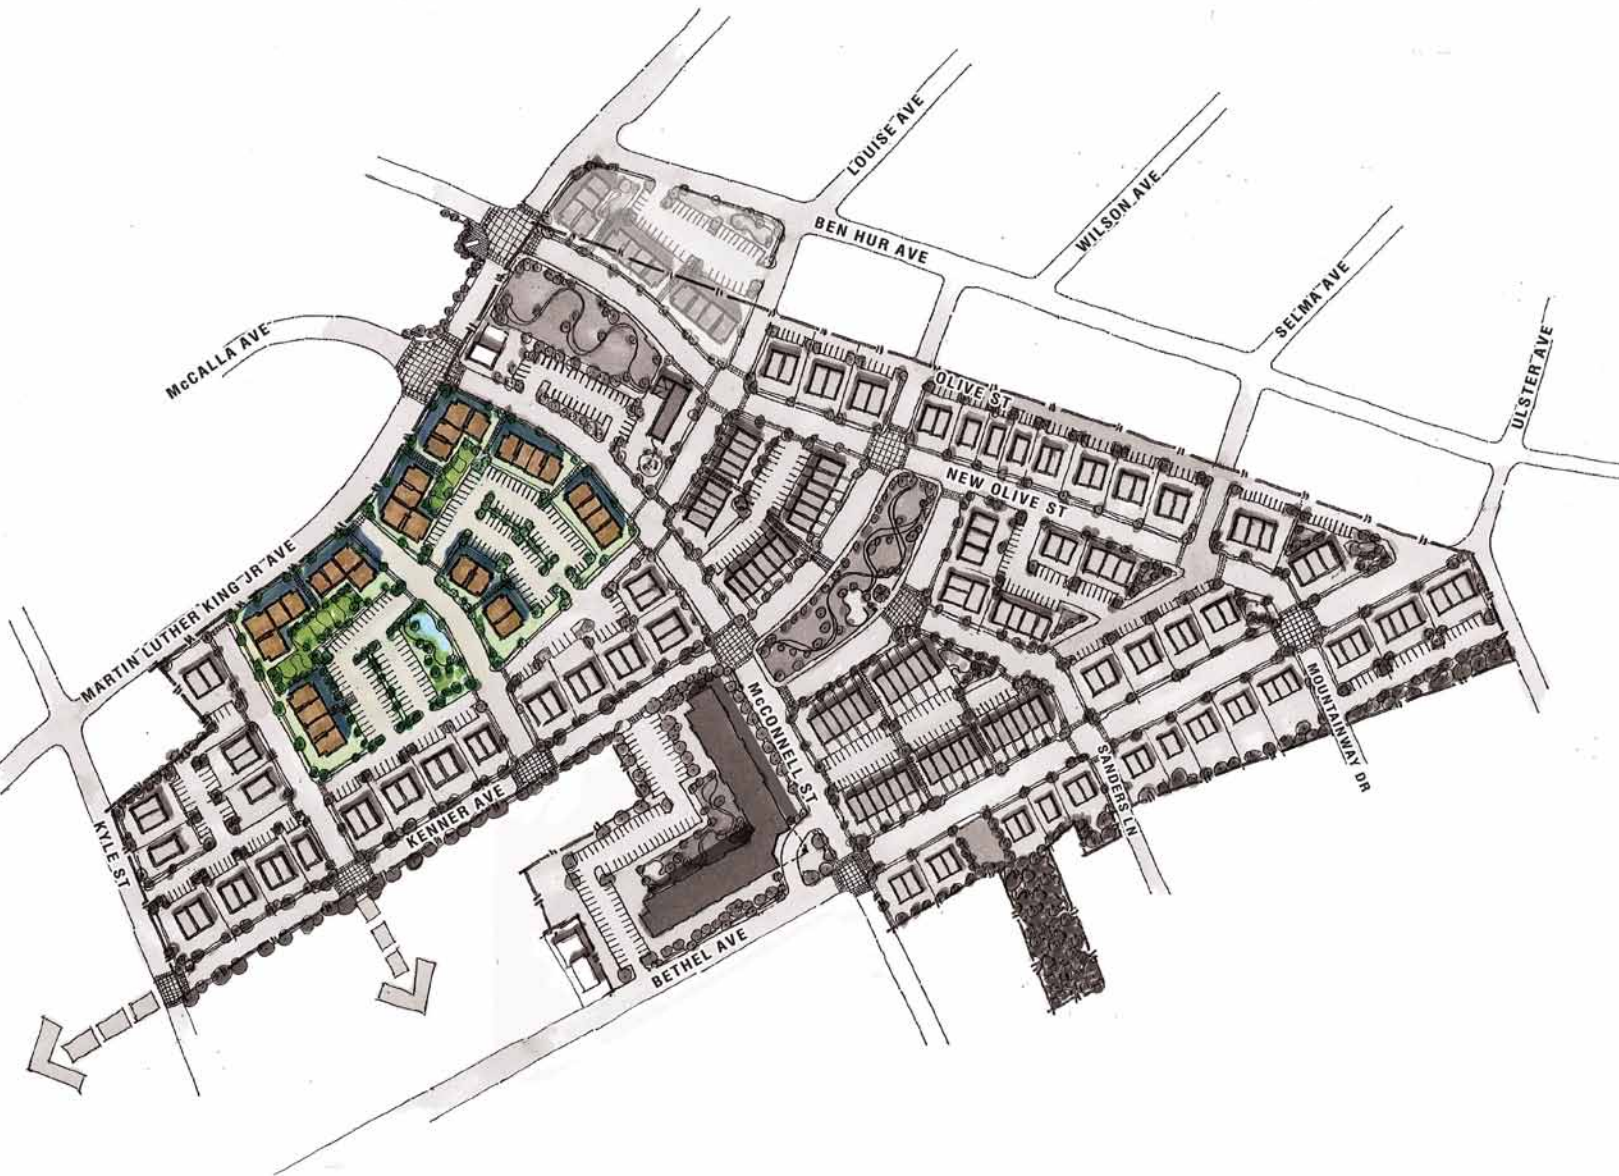 LOUISE AVE
WILSON AVE
BEN HUR AVE
SELMA AVE
ULSTER AVE
McCALLA AVE
OLIVE ST
NEW OLIVE ST
MARTIN LUTHER KING JR AVE
McCONNELL ST
MOUNTAINWAY DR
SANDERS LN
KENNER AVE
KYLE ST
BETHEL AVE